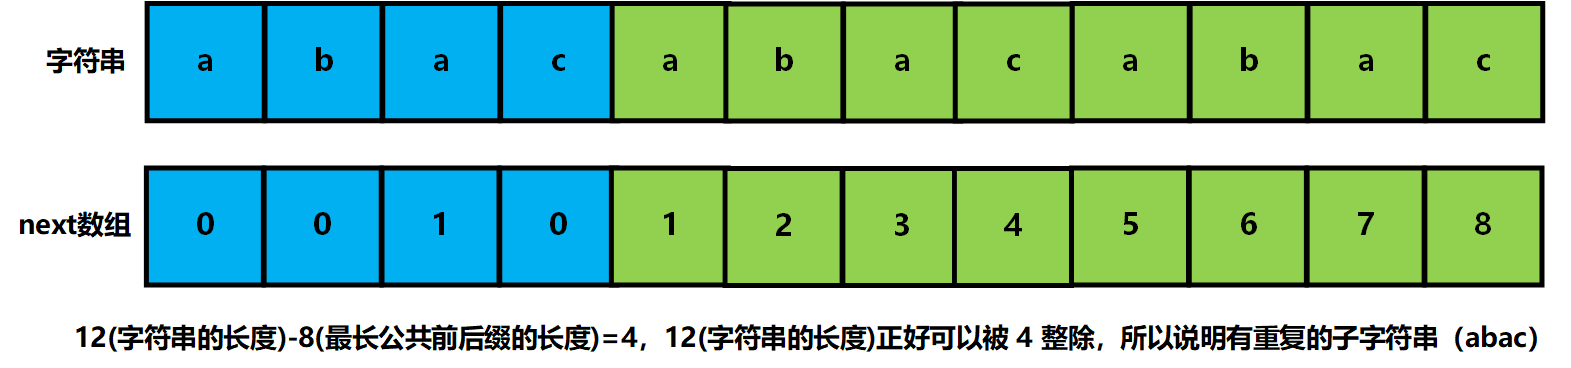 字符串 a b a c a b a c a b a c
next数组 0 0 1 0 1 2 3 4 5 6 7 8
12(字符串的长度)-8(最长公共前后缀的长度)=4，12(字符串的长度)正好可以被 4 整除，所以说明有重复的子字符串（abac）